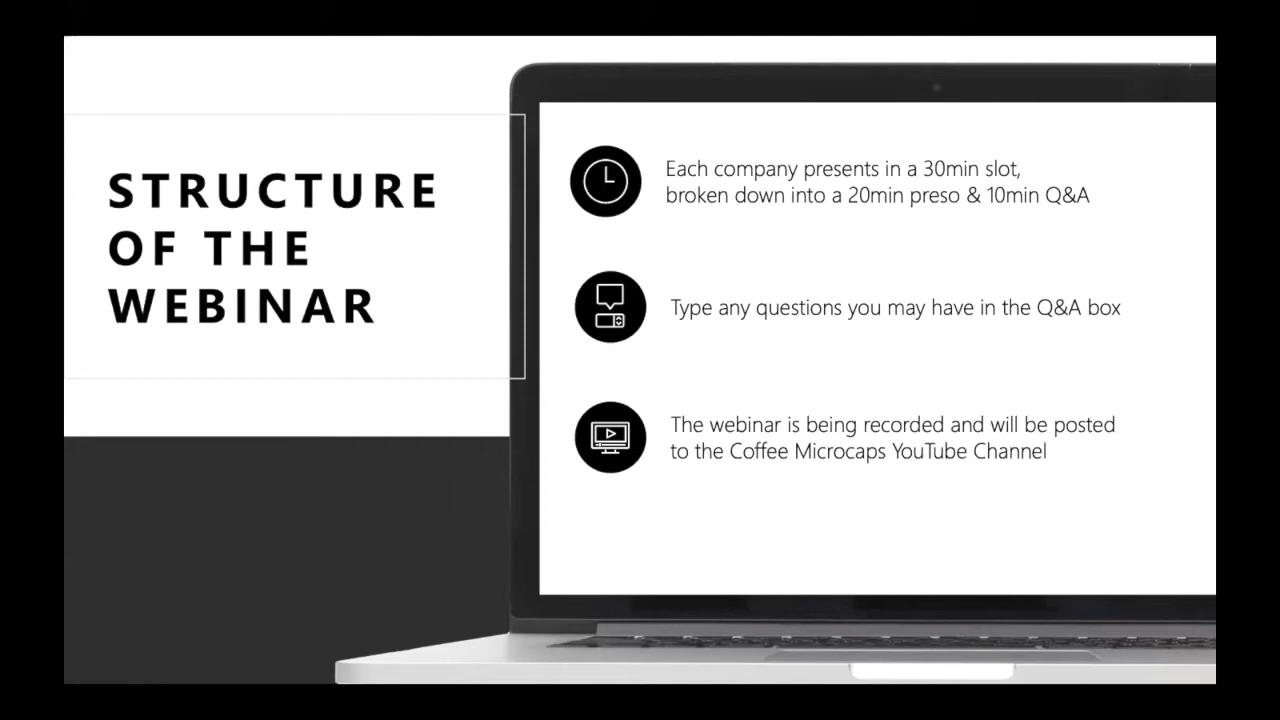 STRUCTURE
OF THE
WEBINAR
Each company presents in a 30min slot,
broken down into a 20min preso & 10min Q&A
Type any questions you may have in the Q&A box
The webinar is being recorded and will be posted
to the Coffee Microcaps YouTube Channel